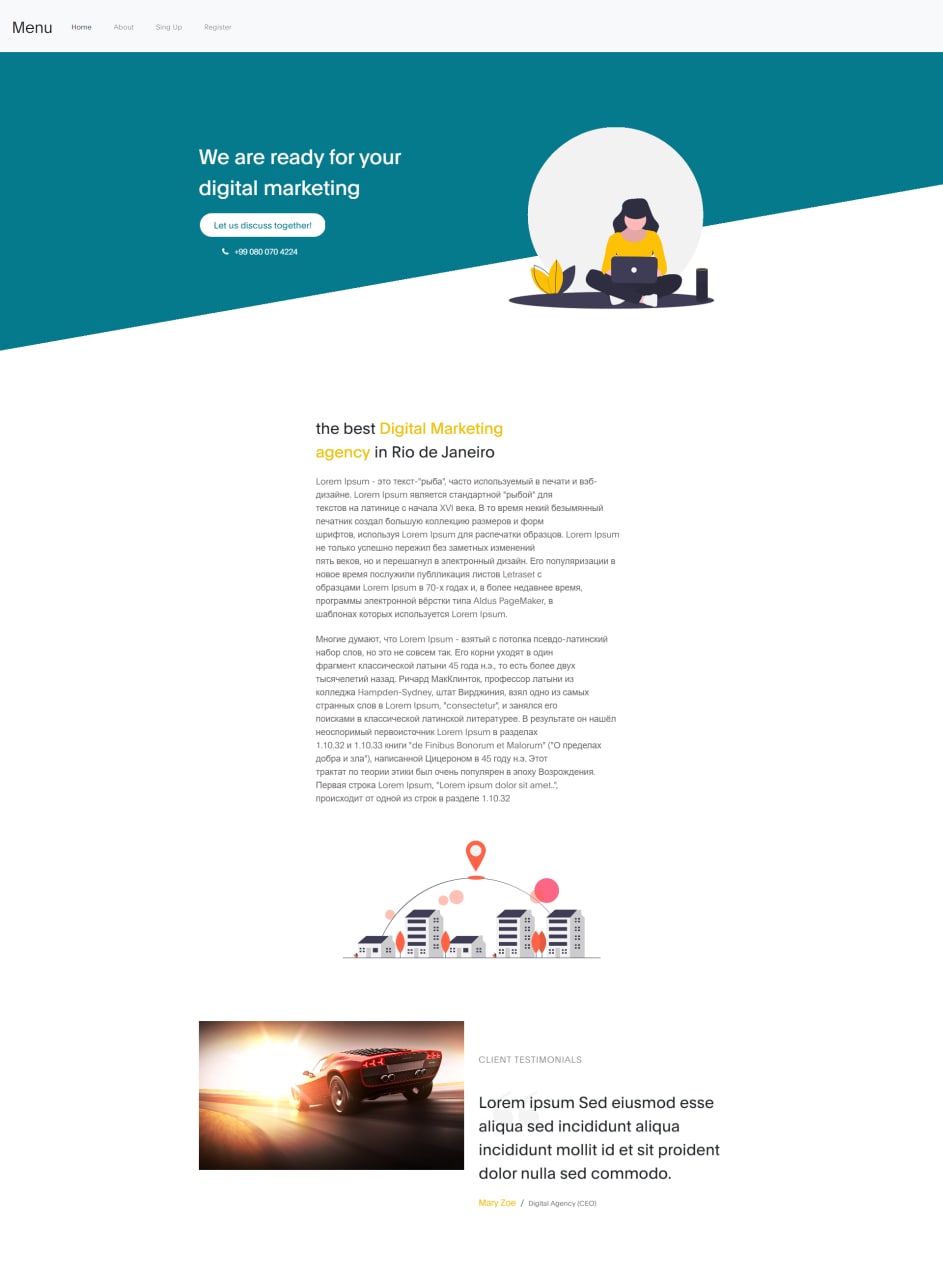 Menu Home About Sing Up Register
We are ready for your
digital marketing
Let us discuss together!
+99 080 070 4224
the best Digital Marketing
agency in Rio de Janeiro
Lorem Ipsum - это текст-"рыба", часто используемый в печати и вэб-
дизайне. Lorem Ipsum является стандартной "рыбой" для
текстов на латинице с начала XVI века. В то время некий безымянный
печатник создал большую коллекцию размеров и форм
шрифтов, используя Lorem Ipsum для распечатки образцов. Lorem Ipsum
не только успешно пережил без заметных изменений
пять веков, но и перешагнул в электронный дизайн. Его популяризации в
новое время послужили публликация листов Letraset с
образцами Lorem Ipsum в 70-х годах и, в более недавнее время,
программы электронной вёрстки типа Aldus PageMaker, в
шаблонах которых используется Lorem Ipsum.
Многие думают, что Lorem Ipsum - взятый с потолка псевдо-латинский
набор слов, но это не совсем так. Его корни уходят в один
фрагмент классической латыни 45 года н.э., то есть более двух
тысячелетий назад. Ричард МакКлинток, профессор латыни из
колледжа Hampden-Sydney, штат Вирджиния, взял одно из самых
странных слов в Lorem Ipsum, "consectetur", и занялся его
поисками в классической латинской литературее. В результате он нашёл
неоспоримый первоисточник Lorem Ipsum в разделах
1.10.32 и 1.10.33 книги "de Finibus Bonorum et Malorum" ("О пределах
добра и зла"), написанной Цицероном в 45 году н.э. Этот
трактат по теории этики был очень популярен в эпоху Возрождения.
Первая строка Lorem Ipsum, "Lorem ipsum dolor sit amet..",
происходит от одной из строк в разделе 1.10.32
CLIENT TESTIMONIALS
Lorem ipsum Sed eiusmod esse
aliqua sed incididunt aliqua
incididunt mollit id et sit proident
dolor nulla sed commodo.
Mary Zoe / Digital Agency (CEO)